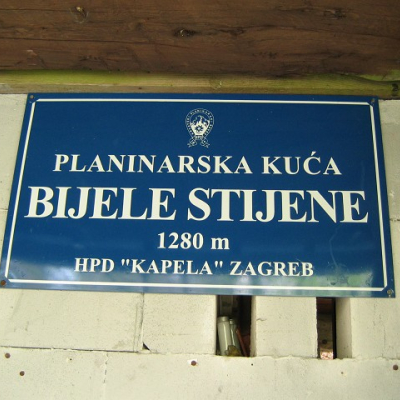 PLANINARSKA KUĆA
BIJELE STIJENE
1280 m
HPD "KAPELA" ZAGREB